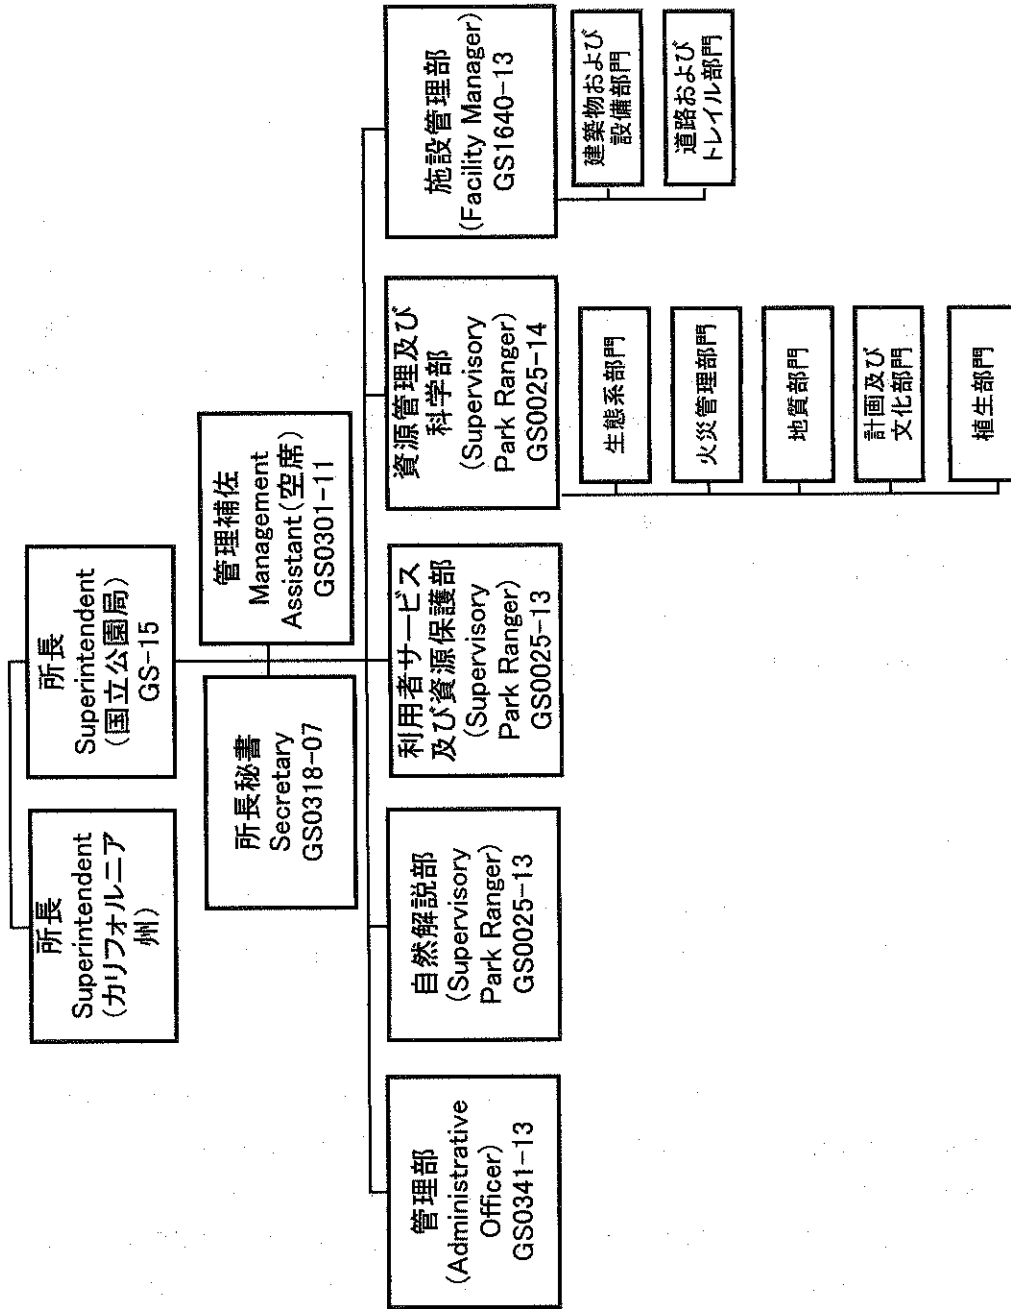 所長
Superintendent
(カリフォルニア
州)
所長
Superintendent
(国立公園局)
GS-15
所長秘書
Secretary
GS0318-07
管理補佐
Management
Assistant(空席)
GS0301-11
管理部
(Administrative
Officer)
GS0341-13
自然解説部
(Supervisory
Park Ranger)
GS0025-13
利用者サービス
及び資源保護部
(Supervisory
Park Ranger)
GS0025-13
資源管理及び
科学部
(Supervisory
Park Ranger)
GS0025-14
生態系部門
火災管理部門
地質部門
計画及び
文化部門
植生部門
施設管理部
(Facility Manager)
GS1640-13
建築物および
設備部門
道路および
トレイル部門